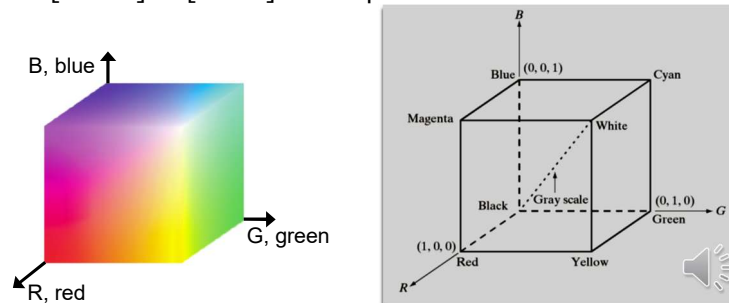 B, blue
G, green
R, red
B
Blue
(0, 0, 1)
Cyan
Magenta
White
Black
Gray scale
(0, 1, 0)
G
Green
(1, 0, 0)
Red
Yellow
R